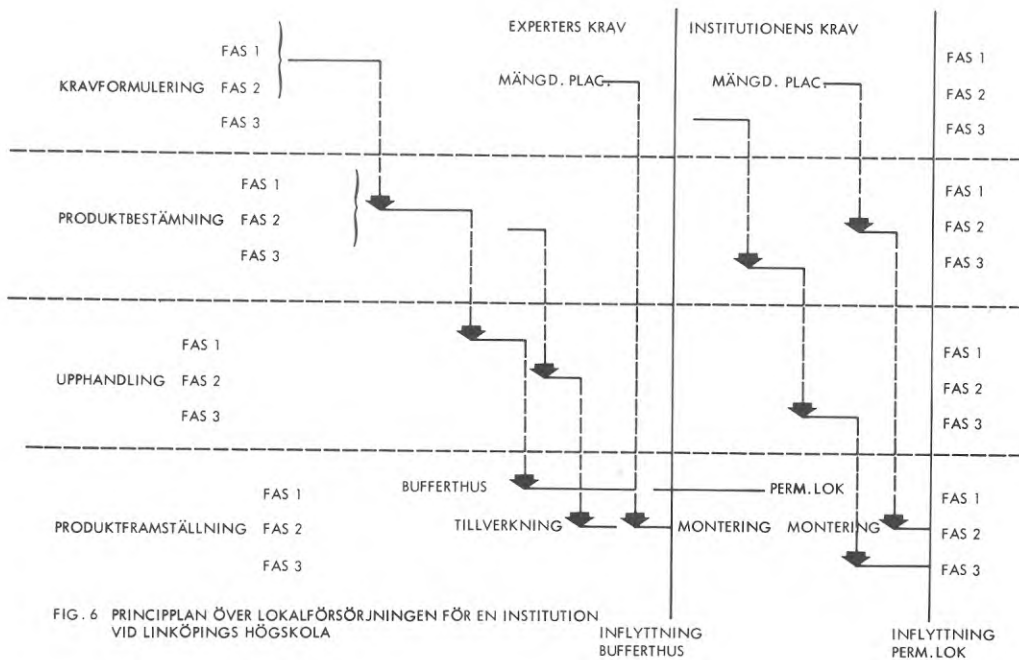 EXPERTERS KRAV INSTITUTIONENS KRAV
FAS 1 FAS 1
MÄNGD. PLAC. MÄNGD. PLAC.
KRAVFORMULERING FAS 2 FAS 2
FAS 3 FAS 3
FAS 1 FAS 1
PRODUKTBESTÄMNING FAS 2 FAS 2
FAS 3 FAS 3
FAS 1 FAS 1
UPPHANDLING FAS 2 FAS 2
FAS 3 FAS 3
BUFFERTHUS PERM.LOK
FAS 1 FAS 1
PRODUKTFRAMSTÄLLNING FAS 2 TILLVERKNING MONTERING MONTERING FAS 2
FAS 3 FAS 3
FIG. 6 PRINCIPPLAN ÖVER LOKALFÖRSÖRJNINGEN FÖR EN INSTITUTION
VID LINKÖPINGS HÖGSKOLA
INFLYTTNING INFLYTTNING
BUFFERTHUS PERM.LOK